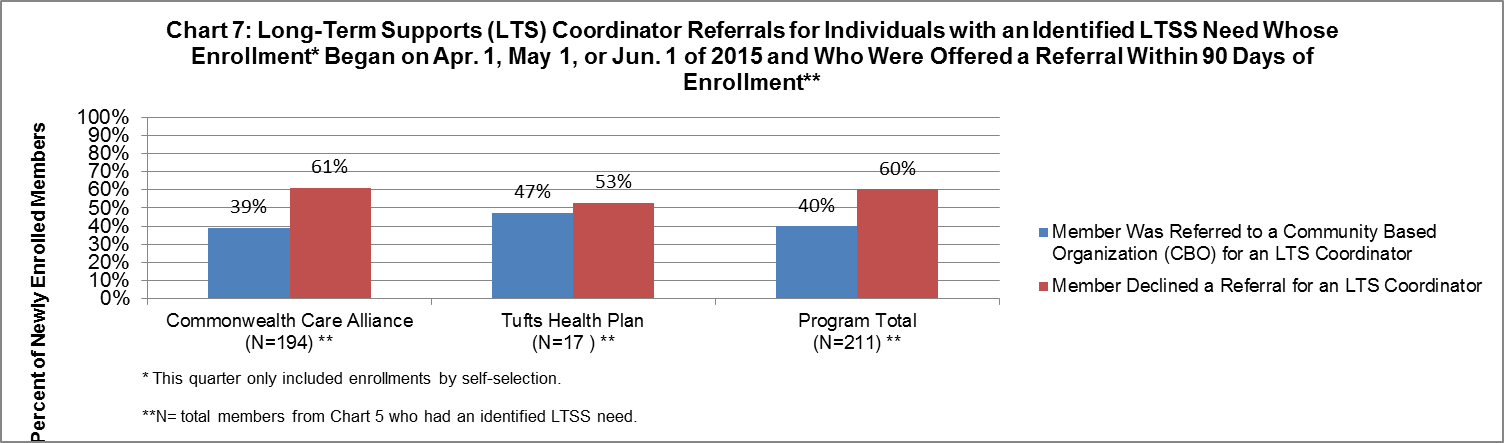 Chart 7: Long-Term Supports (LTS) Coordinator Referrals for Individuals with an Identified LTSS Need Whose
Enrollment* Began on Apr. 1, May 1, or Jun. 1 of 2015 and Who Were Offered a Referral Within 90 Days of
Enrollment**
Percent of Newly Enrolled Members
100%
90%
80%
70%
60%
50%
40%
30%
20%
10%
0%
39%
61%
47%
53%
40%
60%
Commonwealth Care Alliance
(N=194) **
Tufts Health Plan
(N=17 ) **
Program Total
(N=211) **
Member Was Referred to a Community Based
Organization (CBO) for an LTS Coordinator
Member Declined a Referral for an LTS Coordinator
* This quarter only included enrollments by self-selection.
**N= total members from Chart 5 who had an identified LTSS need.